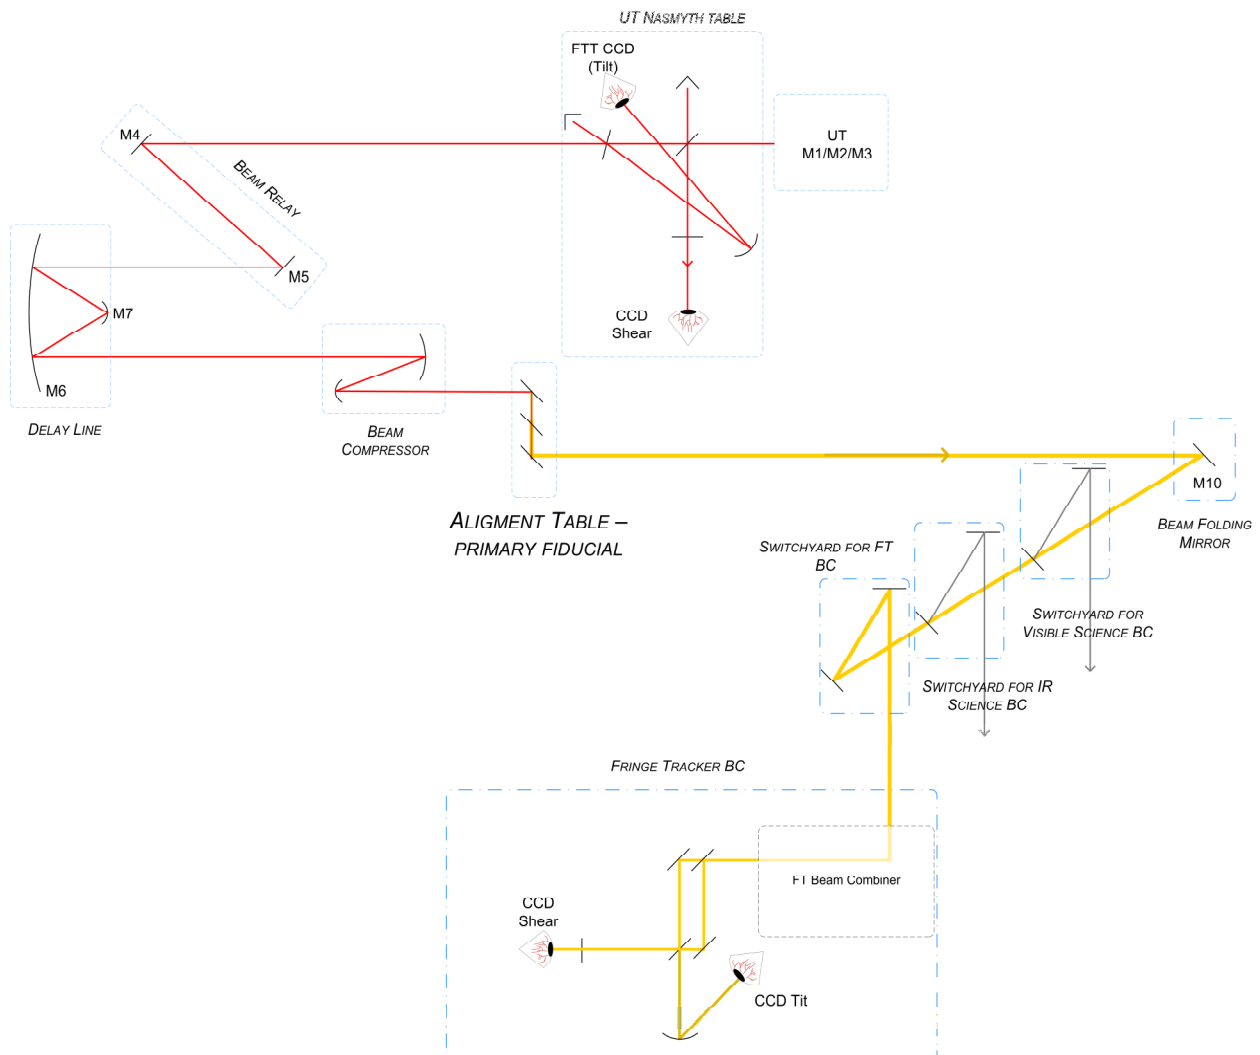 UT NASMYTH TABLE
FTT CCD
(Tilt)
UT
M1/M2/M3
M4
BEAM RELAY
M5
M7
M6
DELAY LINE
CCD
Shear
BEAM
COMPRESSOR
ALIGMENT TABLE –
PRIMARY FIDUCIAL
M10
BEAM FOLDING
MIRROR
SWITCHYARD FOR FT
BC
SWITCHYARD FOR
VISIBLE SCIENCE BC
SWITCHYARD FOR IR
SCIENCE BC
FRINGE TRACKER BC
FT Beam Combiner
CCD
Shear
CCD Tit